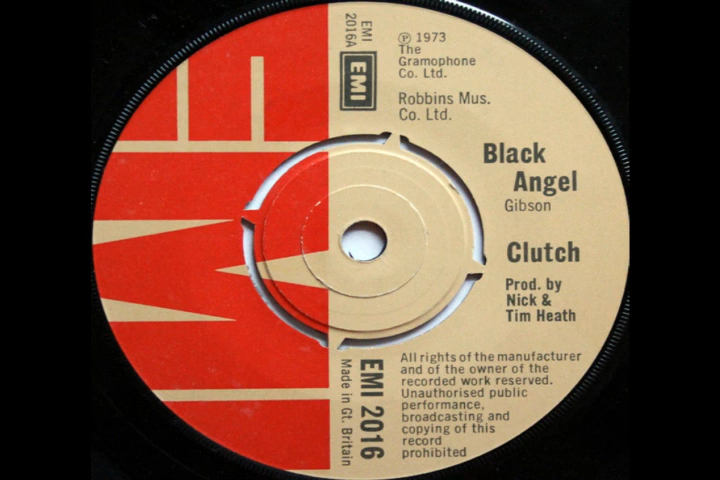 EMI
EMI
2016A
EMI
℗ 1973
The
Gramophone
Co. Ltd.
Robbins Mus.
Co. Ltd.
Black
Angel
Gibson
Clutch
Prod. by
Nick &
Tim Heath
EMI 2016
Made in Gt. Britain
All rights of the manufacturer
and of the owner of the
recorded work reserved.
Unauthorised public
performance,
broadcasting and
copying of this
record
prohibited